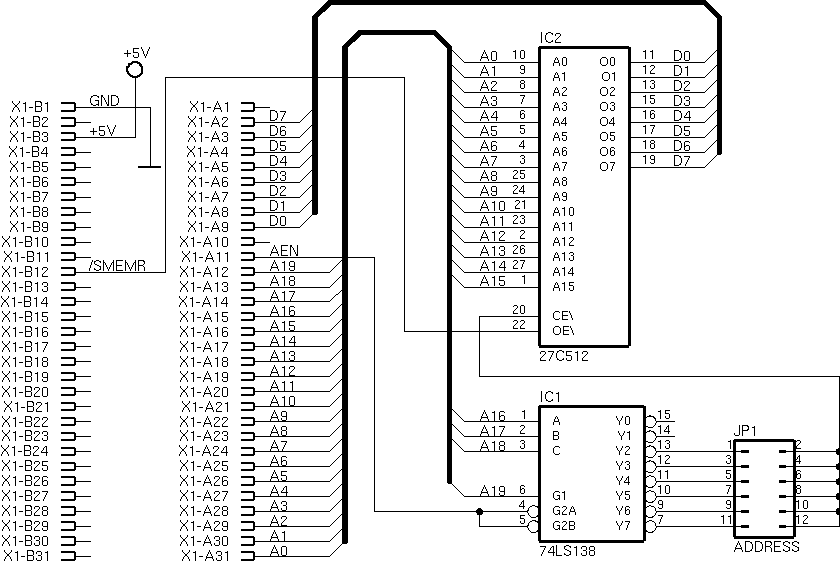 +5V
X1-B1 GND
X1-B2
X1-B3 +5V
X1-B4
X1-B5
X1-B6
X1-B7
X1-B8
X1-B9
X1-B10
X1-B11
X1-B12 /SMEMR
X1-B13
X1-B14
X1-B15
X1-B16
X1-B17
X1-B18
X1-B19
X1-B20
X1-B21
X1-B22
X1-B23
X1-B24
X1-B25
X1-B26
X1-B27
X1-B28
X1-B29
X1-B30
X1-B31
X1-A1
X1-A2 D7
X1-A3 D6
X1-A4 D5
X1-A5 D4
X1-A6 D3
X1-A7 D2
X1-A8 D1
X1-A9 D0
X1-A10
X1-A11 AEN
X1-A12 A19
X1-A13 A18
X1-A14 A17
X1-A15 A16
X1-A16 A15
X1-A17 A14
X1-A18 A13
X1-A19 A12
X1-A20 A11
X1-A21 A10
X1-A22 A9
X1-A23 A8
X1-A24 A7
X1-A25 A6
X1-A26 A5
X1-A27 A4
X1-A28 A3
X1-A29 A2
X1-A30 A1
X1-A31 A0
IC2
A0 10 A0 O0 11 D0
A1 9 A1 O1 12 D1
A2 8 A2 O2 13 D2
A3 7 A3 O3 15 D3
A4 6 A4 O4 16 D4
A5 5 A5 O5 17 D5
A6 4 A6 O6 18 D6
A7 3 A7 O7 19 D7
A8 25 A8
A9 24 A9
A10 21 A10
A11 23 A11
A12 2 A12
A13 26 A13
A14 27 A14
A15 1 A15
20 CE\
22 OE\
27C512
IC1
A16 1 A Y0 15
A17 2 B Y1 14
A18 3 C Y2 13
Y3 12
Y4 11
A19 6 G1 Y5 10
4 G2A Y6 9
5 G2B Y7 7
74LS138
JP1
1 2
3 4
5 6
7 8
9 10
11 12
ADDRESS